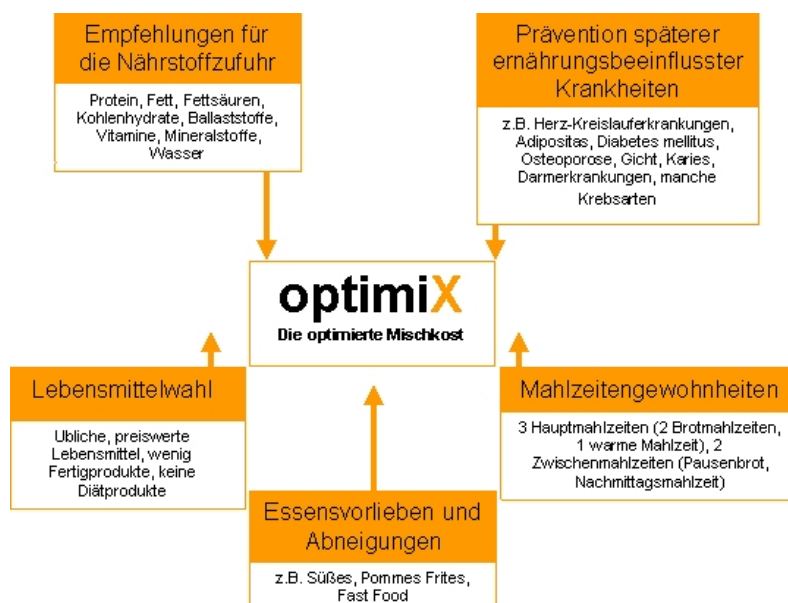 Empfehlungen für
die Nährstoffzufuhr
Protein, Fett, Fettsäuren,
Kohlenhydrate, Ballaststoffe,
Vitamine, Mineralstoffe,
Wasser
Prävention späterer
ernährungsbeeinflusster
Krankheiten
z.B. Herz-Kreislauferkrankungen,
Adipositas, Diabetes mellitus,
Osteoporose, Gicht, Karies,
Darmerkrankungen, manche
Krebsarten
optimiX
Die optimierte Mischkost
Lebensmittelwahl
Ubliche, preiswerte
Lebensmittel, wenig
Fertigprodukte, keine
Diätprodukte
Mahlzeitengewohnheiten
3 Hauptmahlzeiten (2 Brotmahlzeiten,
1 warme Mahlzeit), 2
Zwischenmahlzeiten (Pausenbrot,
Nachmittagsmahlzeit)
Essensvorlieben und
Abneigungen
z.B. Süßes, Pommes Frites,
Fast Food